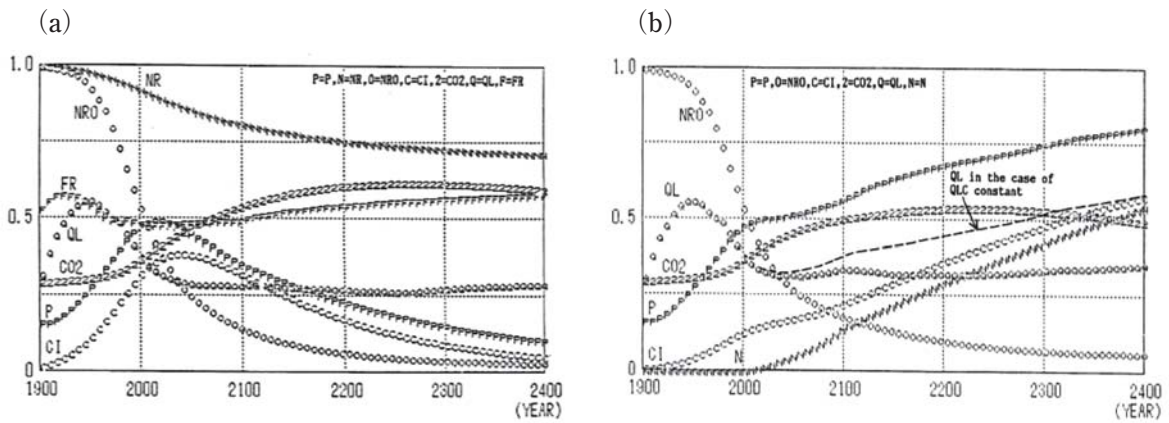 (a)
1.0
0.5
0
NR
NRO
FR
QL
CO2
P
CI
P=P,N=NR,O=NRO,C=CI,2=CO2,Q=QL,F=FR
1900 2000 2100 2200 2300 2400
(YEAR)
(b)
1.0
0.5
0
P=P,O=NRO,C=CI,2=CO2,Q=QL,N=N
NRO
QL
QL in the case of
QLC constant
CO2
P
CI
N
1900 2000 2100 2200 2300 2400
(YEAR)